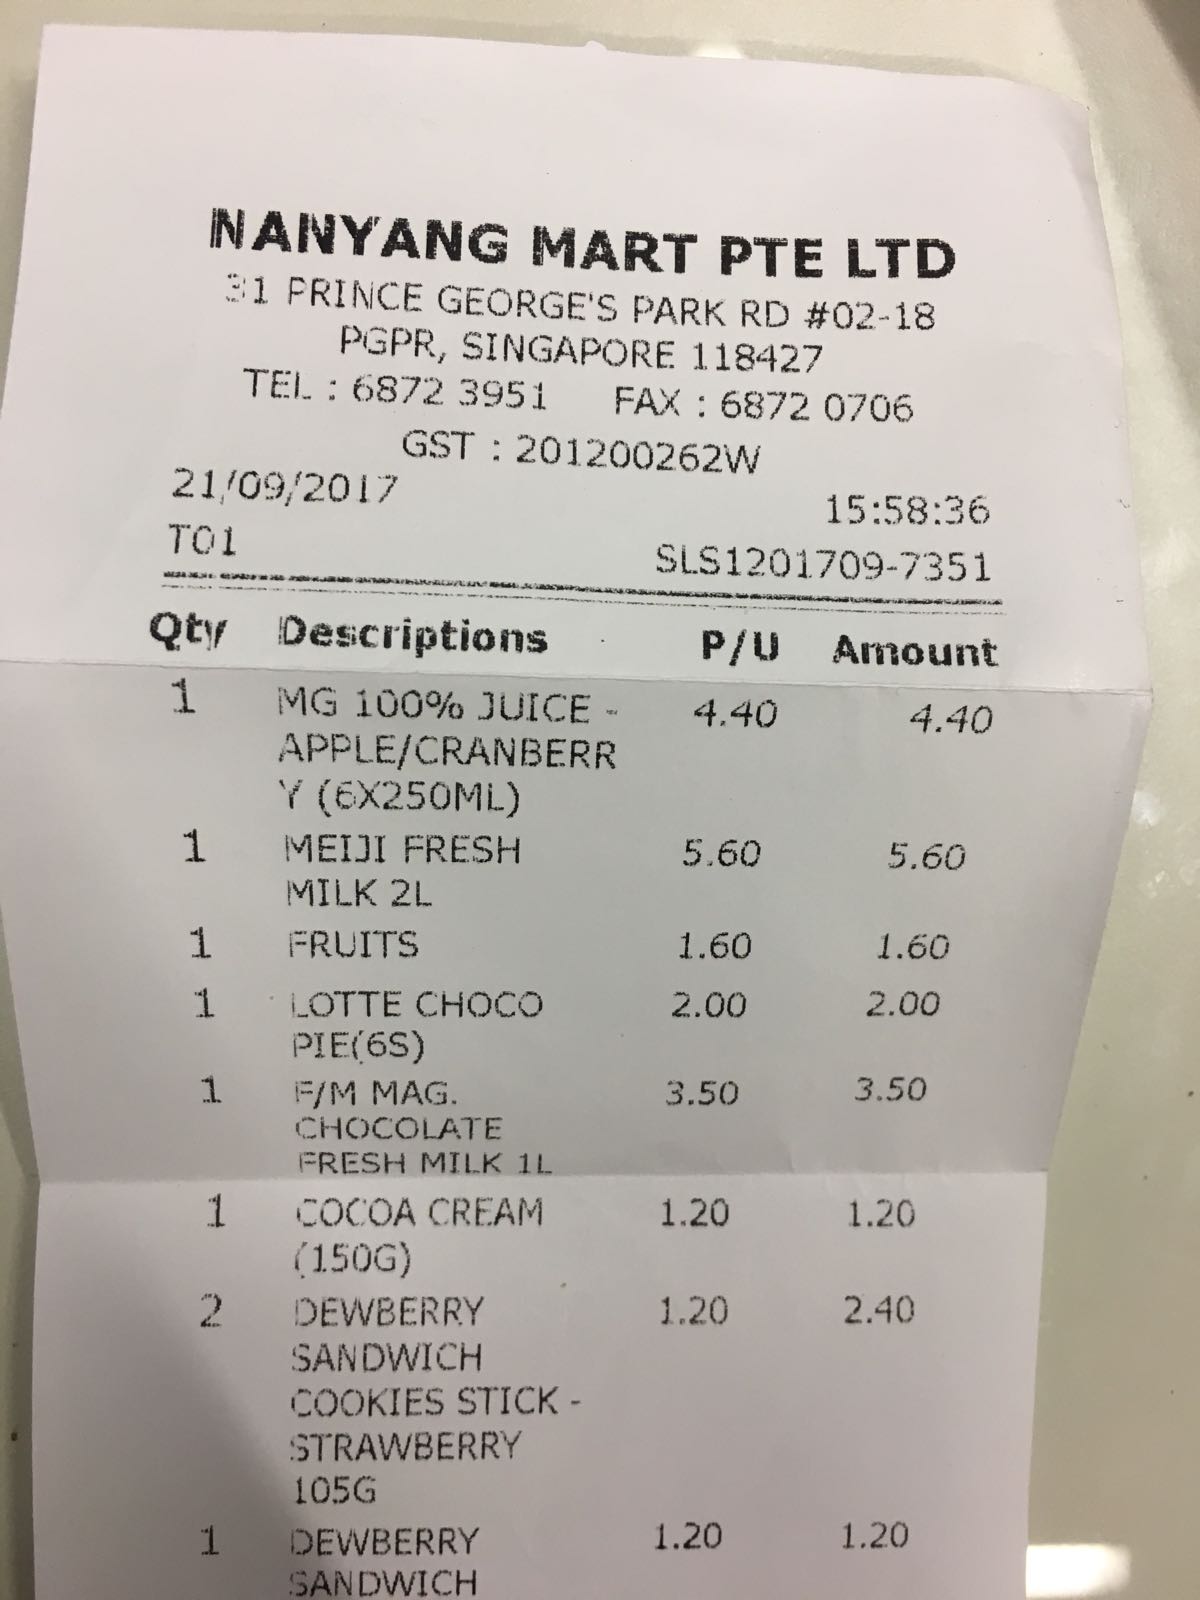 NANYANG MART PTE LTD
31 PRINCE GEORGE'S PARK RD #02-18
PGPR, SINGAPORE 118427
TEL : 6872 3951 FAX : 6872 0706
GST : 201200262W
21/09/2017 15:58:36
T01 SLS1201709-7351
Qty Descriptions P/U Amount
1 MG 100% JUICE - 4.40 4.40
APPLE/CRANBERR
Y (6X250ML)
1 MEIJI FRESH 5.60 5.60
MILK 2L
1 FRUITS 1.60 1.60
1 LOTTE CHOCO 2.00 2.00
PIE(6S)
1 F/M MAG. 3.50 3.50
CHOCOLATE
FRESH MILK 1L
1 COCOA CREAM 1.20 1.20
(150G)
2 DEWBERRY 1.20 2.40
SANDWICH
COOKIES STICK -
STRAWBERRY
105G
1 DEWBERRY 1.20 1.20
SANDWICH